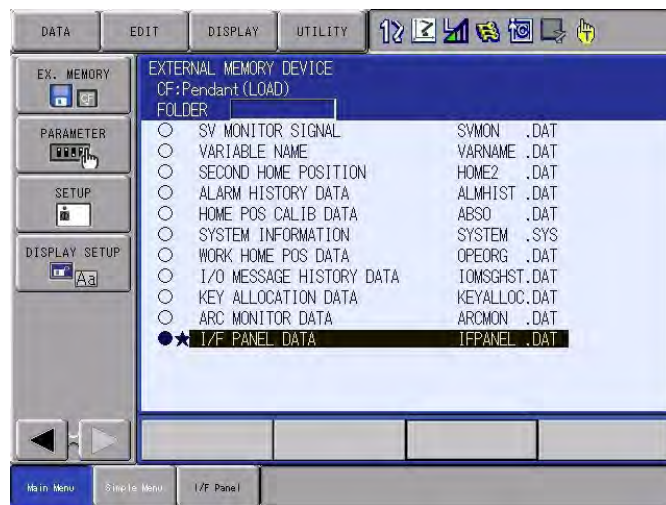 DATA EDIT DISPLAY UTILITY
EX. MEMORY
CF
PARAMETER
SETUP
DISPLAY SETUP
Aa
EXTERNAL MEMORY DEVICE
CF:Pendant(LOAD)
FOLDER
SV MONITOR SIGNAL SVMON .DAT
VARIABLE NAME VARNAME .DAT
SECOND HOME POSITION HOME2 .DAT
ALARM HISTORY DATA ALMHIST .DAT
HOME POS CALIB DATA ABSO .DAT
SYSTEM INFORMATION SYSTEM .SYS
WORK HOME POS DATA OPEORG .DAT
I/O MESSAGE HISTORY DATA IOMSGHST.DAT
KEY ALLOCATION DATA KEYALLOC.DAT
ARC MONITOR DATA ARCMON .DAT
★ I/F PANEL DATA IFPANEL .DAT
Main Menu Simple Menu I/F Panel